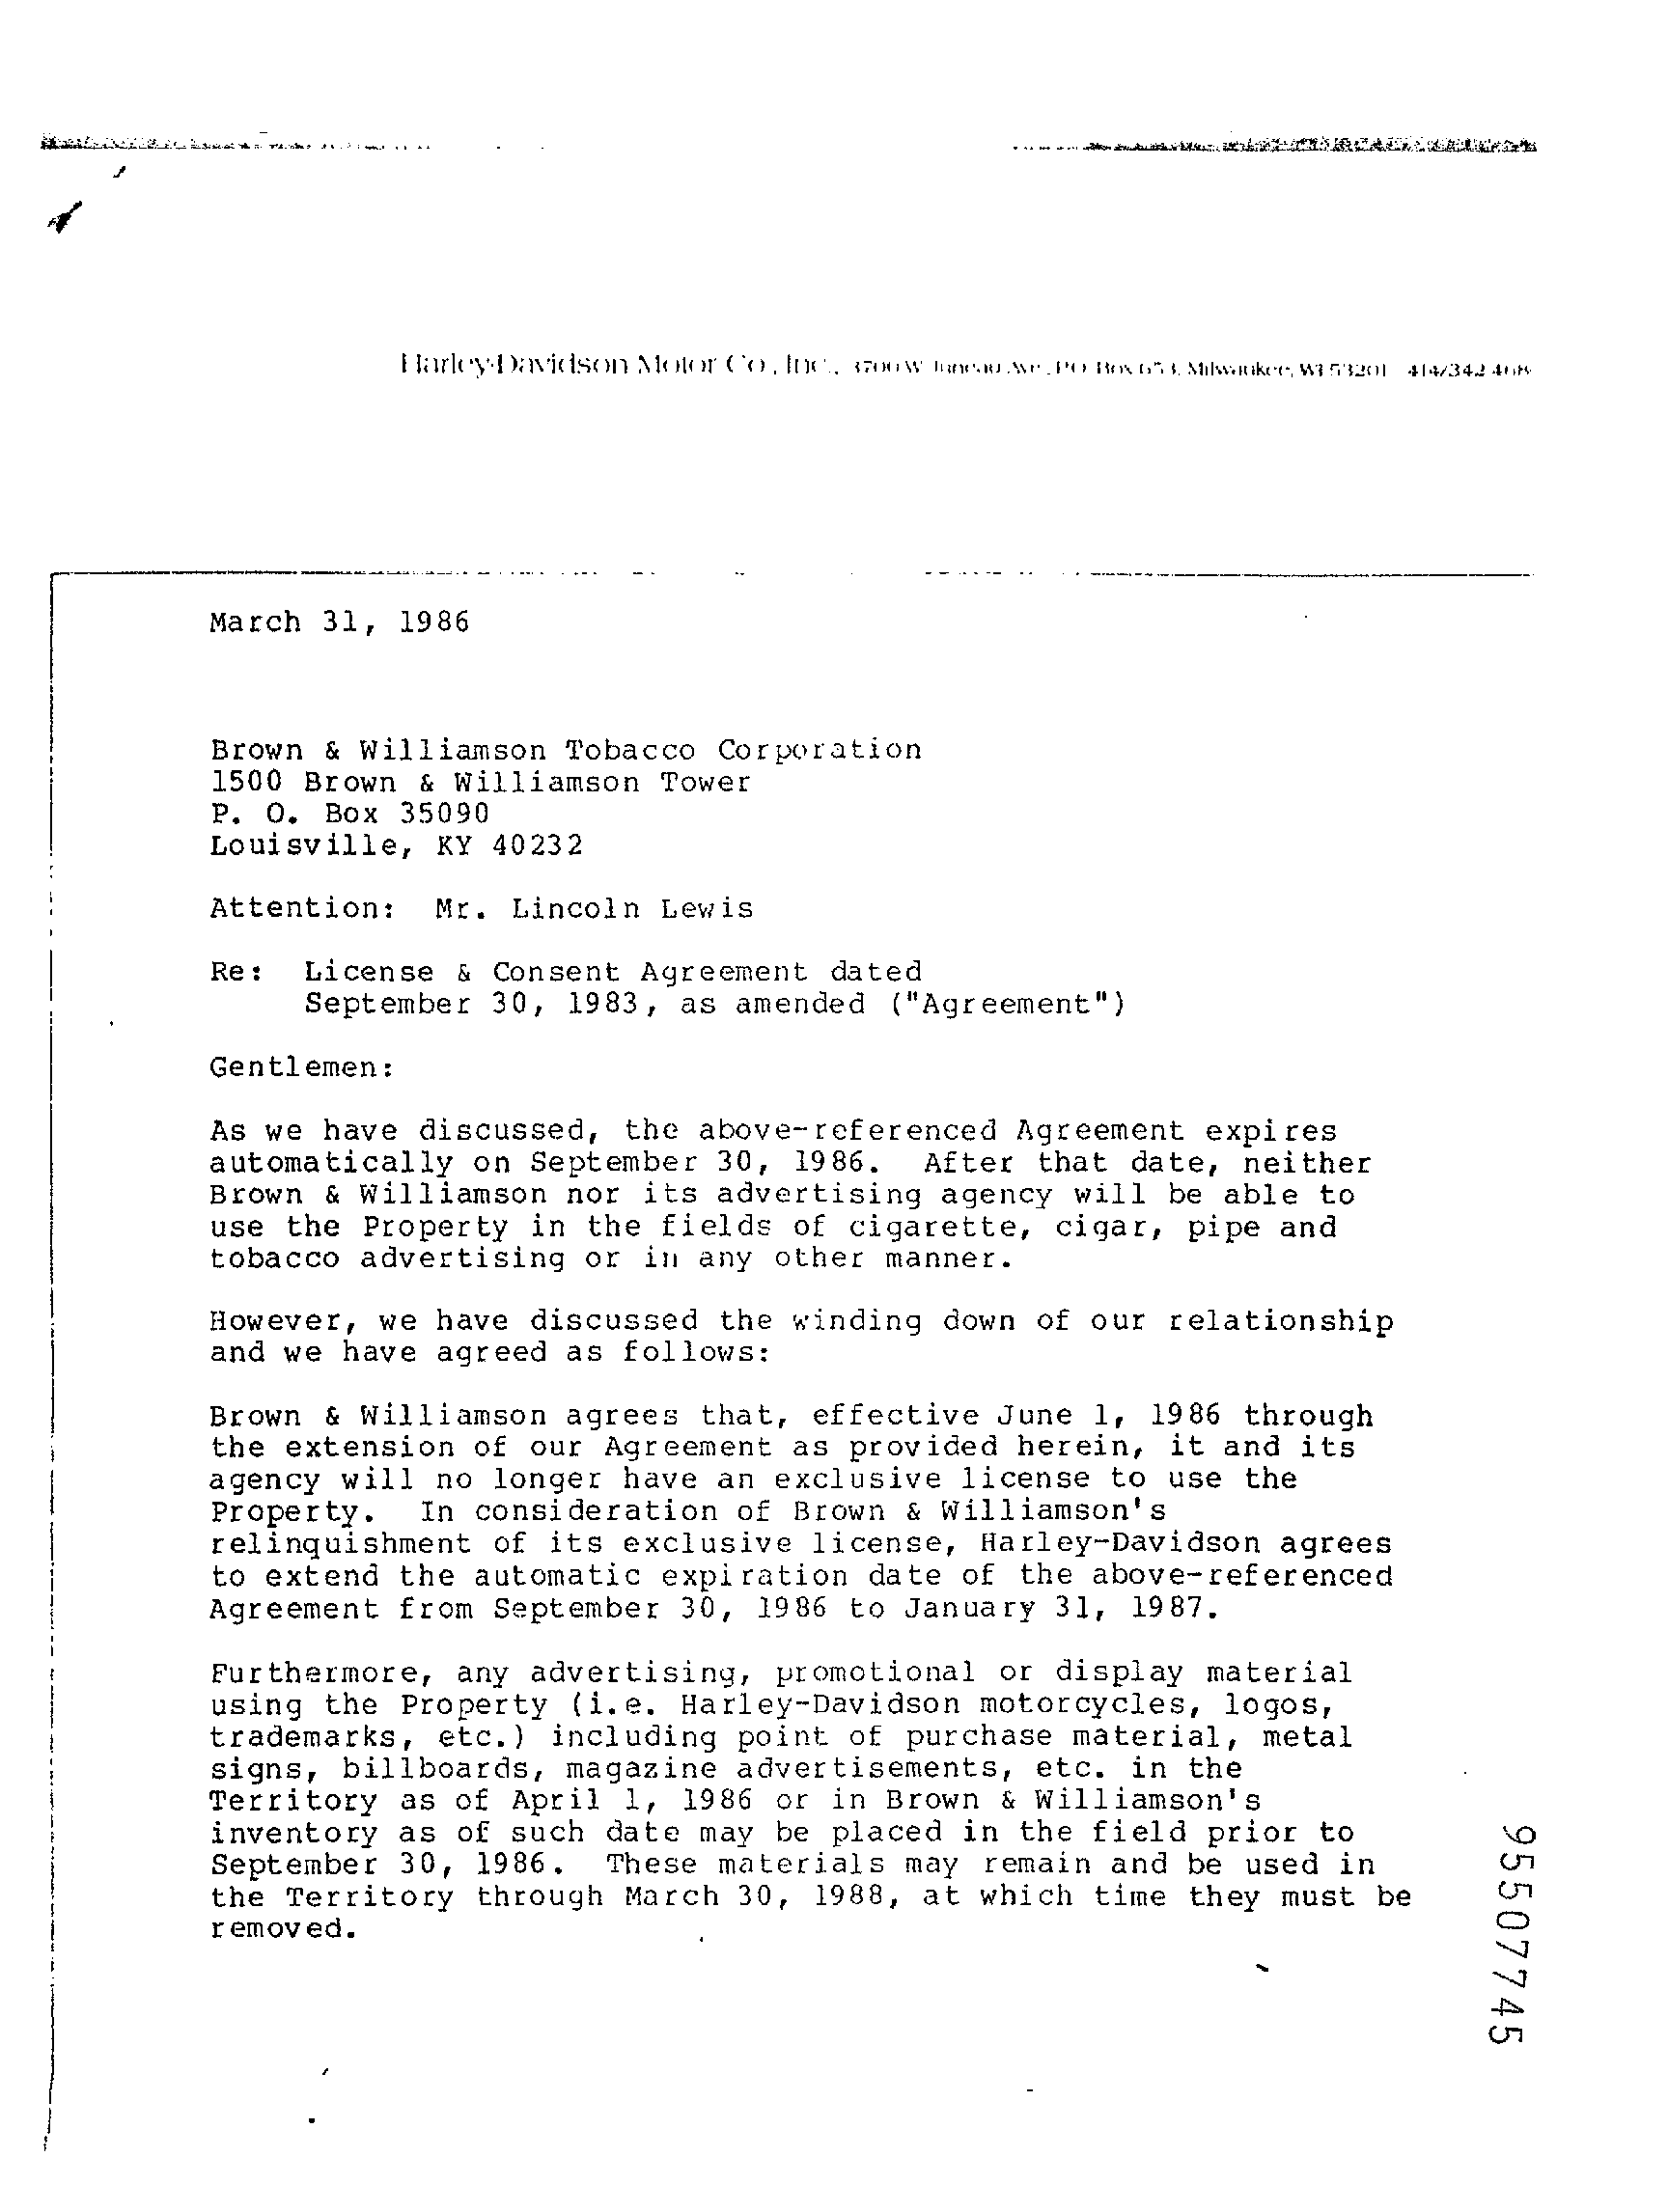 Harley-Davidson Motor Co., Inc., 3700 W. Juneau Ave., P.O. Box 653, Milwaukee, WI 53201 414/342-468
March 31, 1986
Brown & Williamson Tobacco Corporation
1500 Brown & Williamson Tower
P. O. Box 35090
Louisville, KY 40232
Attention: Mr. Lincoln Lewis
Re: License & Consent Agreement dated
September 30, 1983, as amended ("Agreement")
Gentlemen:
As we have discussed, the above-referenced Agreement expires
automatically on September 30, 1986. After that date, neither
Brown & Williamson nor its advertising agency will be able to
use the Property in the fields of cigarette, cigar, pipe and
tobacco advertising or in any other manner.
However, we have discussed the winding down of our relationship
and we have agreed as follows:
Brown & Williamson agrees that, effective June 1, 1986 through
the extension of our Agreement as provided herein, it and its
agency will no longer have an exclusive license to use the
Property. In consideration of Brown & Williamson's
relinquishment of its exclusive license, Harley-Davidson agrees
to extend the automatic expiration date of the above-referenced
Agreement from September 30, 1986 to January 31, 1987.
Furthermore, any advertising, promotional or display material
using the Property (i.e. Harley-Davidson motorcycles, logos,
trademarks, etc.) including point of purchase material, metal
signs, billboards, magazine advertisements, etc. in the
Territory as of April 1, 1986 or in Brown & Williamson's
inventory as of such date may be placed in the field prior to
September 30, 1986. These materials may remain and be used in
the Territory through March 30, 1988, at which time they must be
removed.
95507745